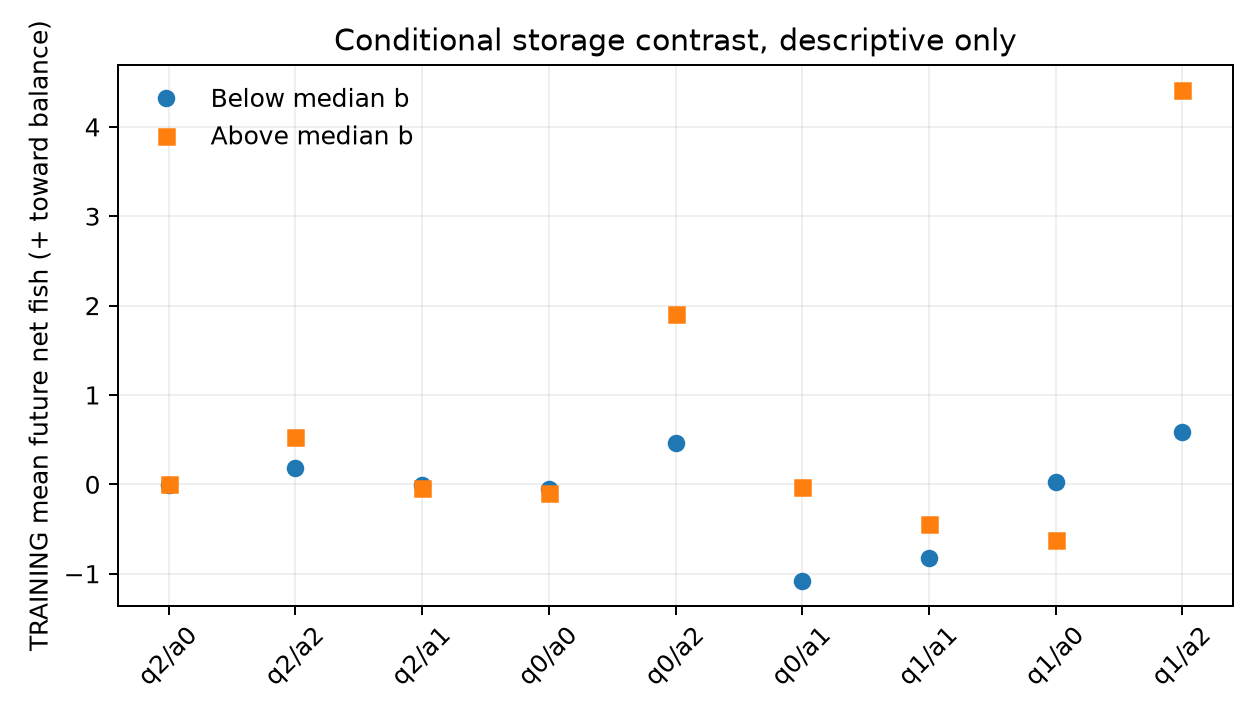 Conditional storage contrast, descriptive only
TRAINING mean future net fish (+ toward balance)
Below median b
Above median b
4
3
2
1
0
−1
q2/a0
q2/a2
q2/a1
q0/a0
q0/a2
q0/a1
q1/a1
q1/a0
q1/a2